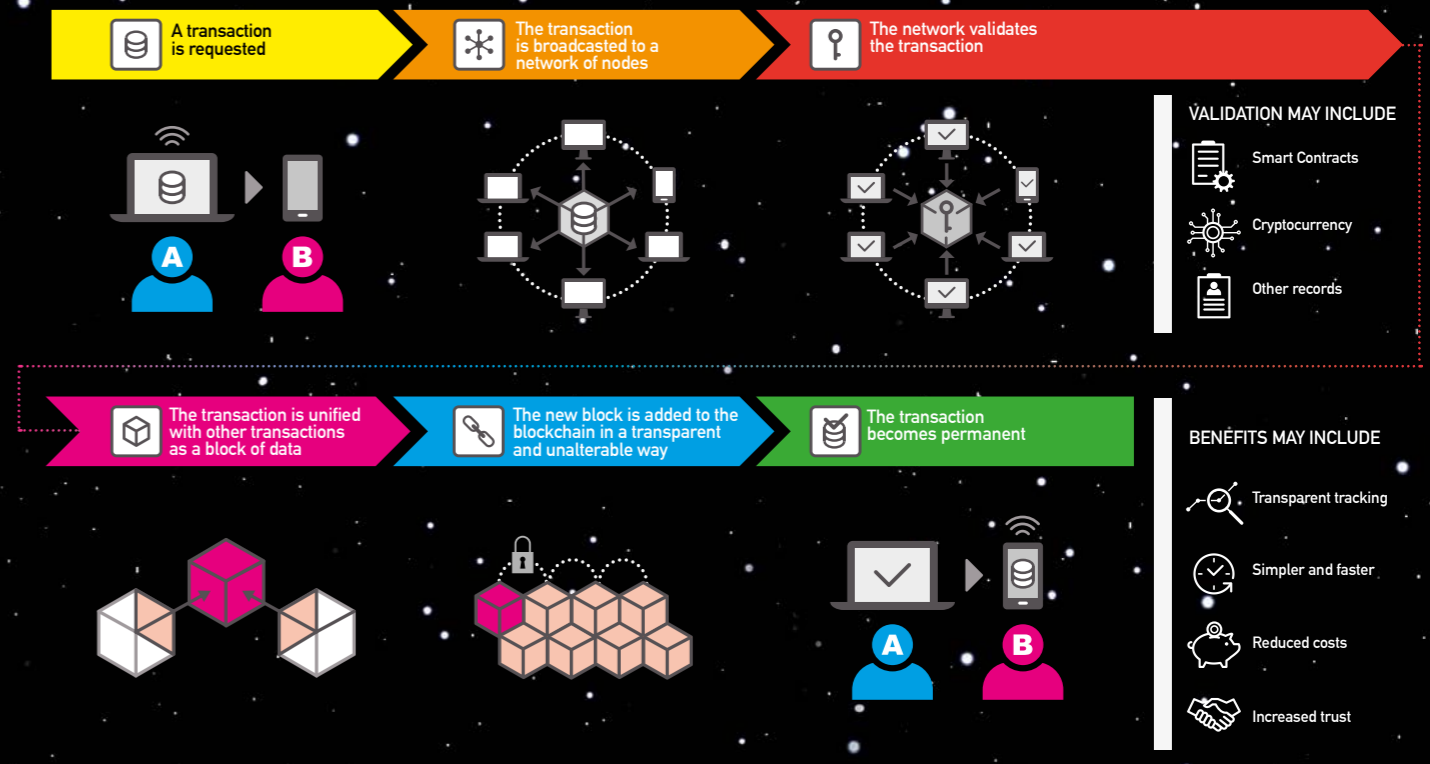 A transaction
is requested
The transaction
is broadcasted to a
network of nodes
The network validates
the transaction
VALIDATION MAY INCLUDE
Smart Contracts
Cryptocurrency
Other records
A
B
The transaction is unified
with other transactions
as a block of data
The new block is added to the
blockchain in a transparent
and unalterable way
The transaction
becomes permanent
BENEFITS MAY INCLUDE
Transparent tracking
Simpler and faster
Reduced costs
Increased trust
A
B